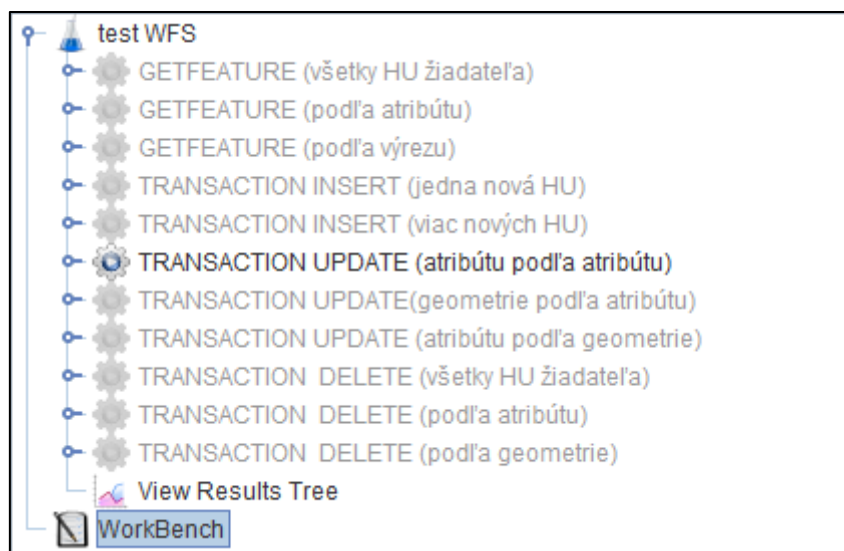 test WFS
GETFEATURE (všetky HU žiadateľa)
GETFEATURE (podľa atribútu)
GETFEATURE (podľa výrezu)
TRANSACTION INSERT (jedna nová HU)
TRANSACTION INSERT (viac nových HU)
TRANSACTION UPDATE (atribútu podľa atribútu)
TRANSACTION UPDATE(geometrie podľa atribútu)
TRANSACTION UPDATE (atribútu podľa geometrie)
TRANSACTION  DELETE (všetky HU žiadateľa)
TRANSACTION  DELETE (podľa atribútu)
TRANSACTION  DELETE (podľa geometrie)
View Results Tree
WorkBench